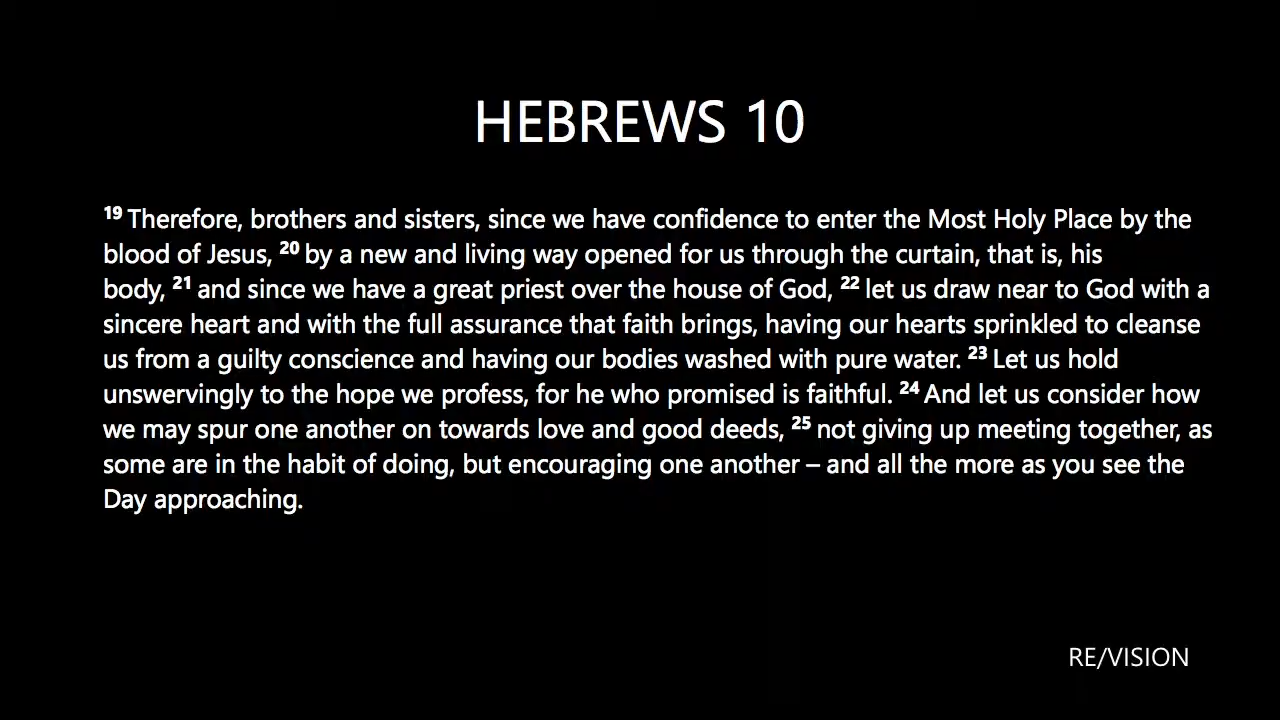 HEBREWS 10
19 Therefore, brothers and sisters, since we have confidence to enter the Most Holy Place by the
blood of Jesus, 20 by a new and living way opened for us through the curtain, that is, his
body, 21 and since we have a great priest over the house of God, 22 let us draw near to God with a
sincere heart and with the full assurance that faith brings, having our hearts sprinkled to cleanse
us from a guilty conscience and having our bodies washed with pure water. 23 Let us hold
unswervingly to the hope we profess, for he who promised is faithful. 24 And let us consider how
we may spur one another on towards love and good deeds, 25 not giving up meeting together, as
some are in the habit of doing, but encouraging one another – and all the more as you see the
Day approaching.
RE/VISION